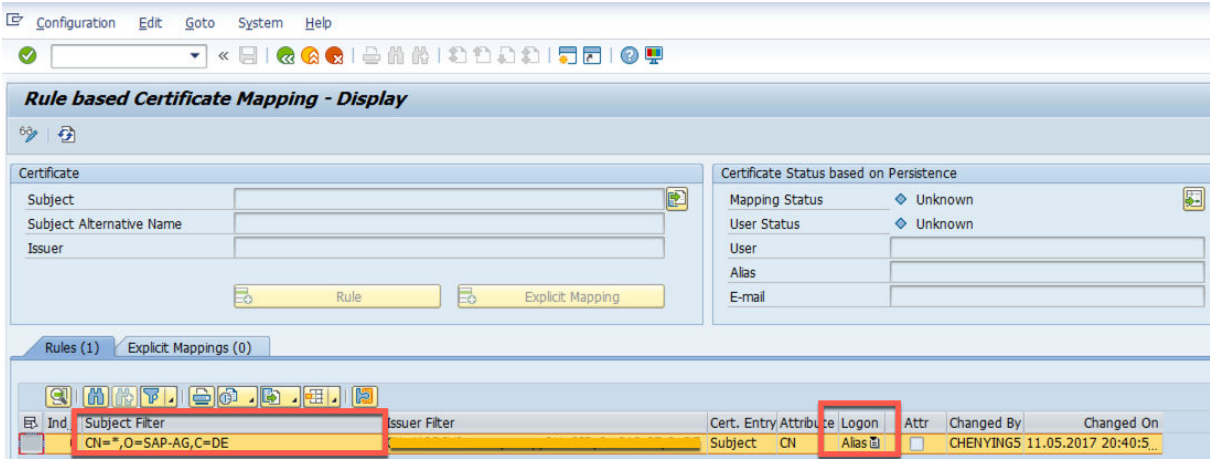 Configuration Edit Goto System Help
Rule based Certificate Mapping - Display
Certificate
Subject
Subject Alternative Name
Issuer
Rule Explicit Mapping
Certificate Status based on Persistence
Mapping Status Unknown
User Status Unknown
User
Alias
E-mail
Rules (1) Explicit Mappings (0)
Ind Subject Filter Issuer Filter Cert. Entry Attribute Logon Attr Changed By Changed On
CN=*,O=SAP-AG,C=DE Subject CN Alias CHENYING5 11.05.2017 20:40:5...